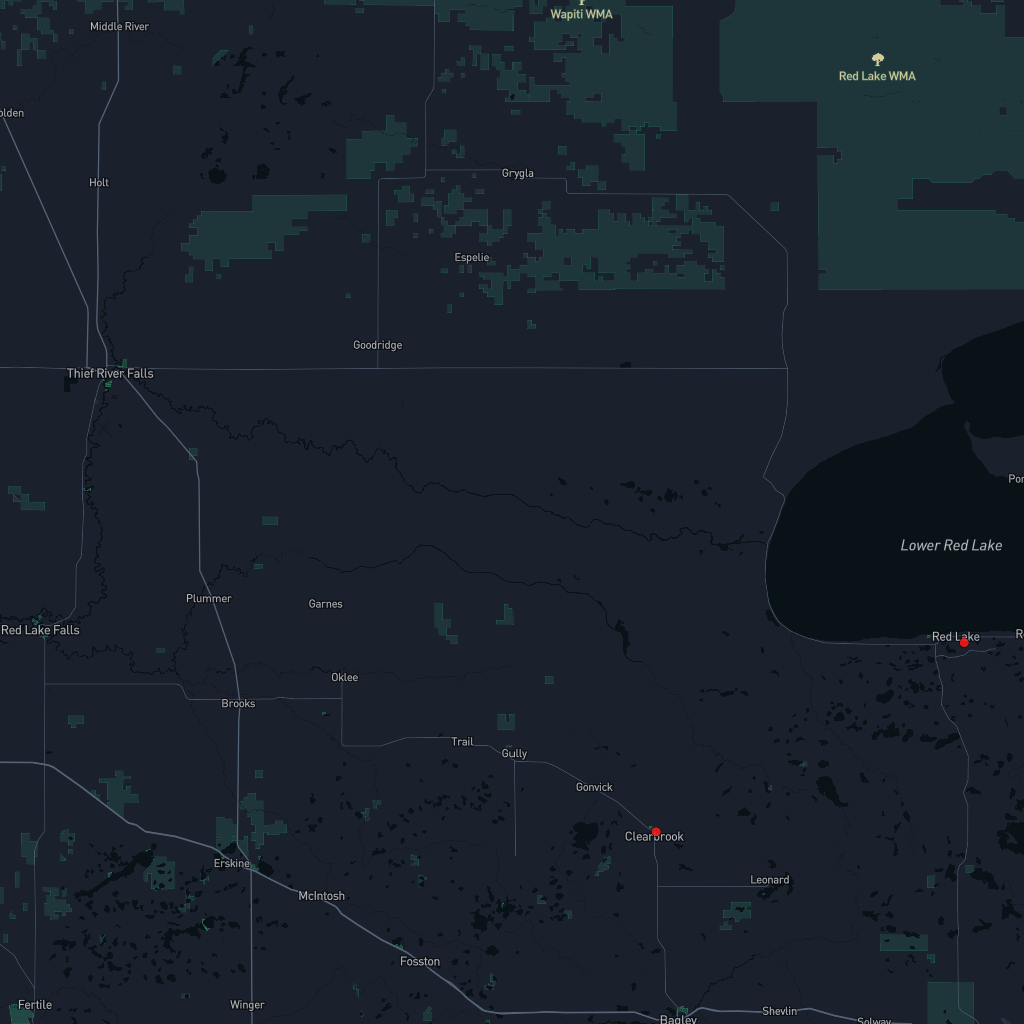 Wapiti WMA
Middle River
Red Lake WMA
olden
Grygla
Holt
Espelie
Goodridge
Thief River Falls
Por
Lower Red Lake
Plummer
Garnes
Red Lake Falls
Red Lake
Re
Oklee
Brooks
Trail
Gully
Gonvick
Clearbrook
Erskine
Leonard
McIntosh
Fosston
Fertile
Winger
Shevlin
Bagley
Solway